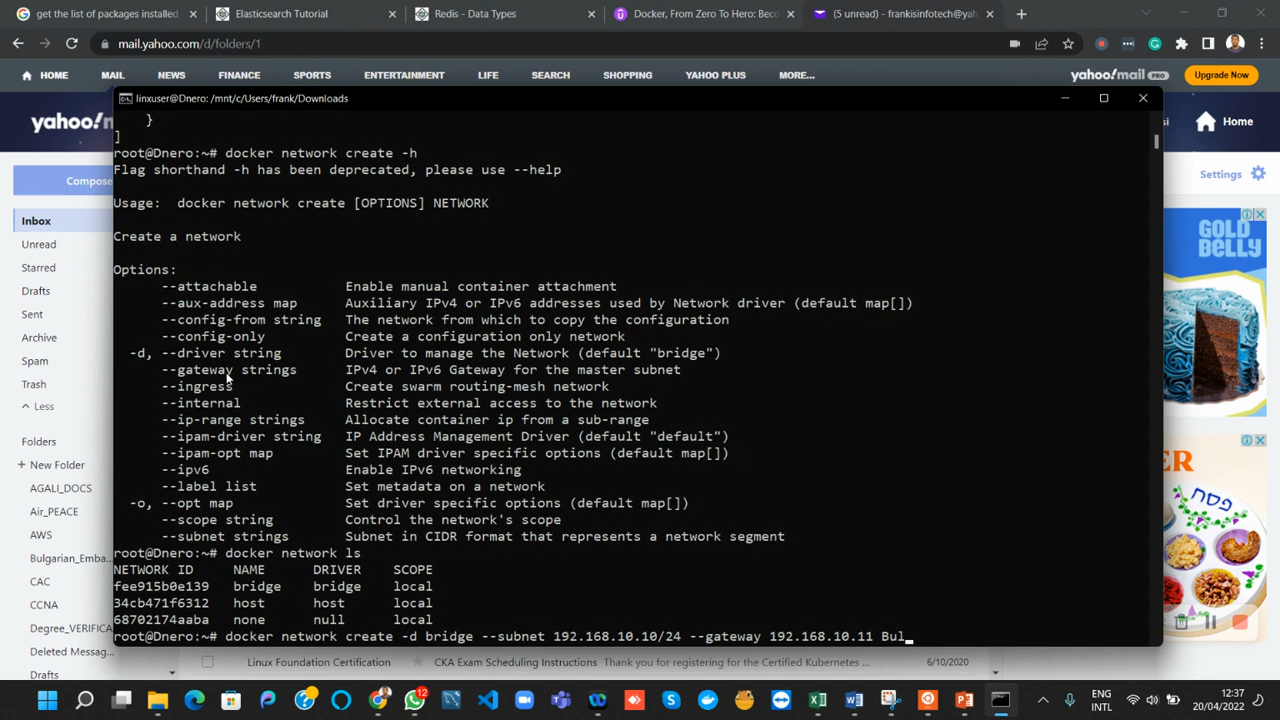 get the list of packages installed
Elasticsearch Tutorial
Redis - Data Types
Docker, From Zero To Hero: Beco
(5 unread) - frankisinfotech@yah
mail.yahoo.com/d/folders/1
HOME MAIL NEWS FINANCE SPORTS ENTERTAINMENT LIFE SEARCH SHOPPING YAHOO PLUS MORE... yahoo!mail PRO Upgrade Now
yahoo!m
si
Home
linxuser@Dnero: /mnt/c/Users/frank/Downloads
Compose
Settings
Inbox
Unread
Starred
Drafts
Sent
Archive
Spam
Trash
Less
Folders
New Folder
AGALI_DOCS
Air_PEACE
AWS
Bulgarian_Emba...
CAC
CCNA
Degree_VERIFICA
Deleted Messag...
Drafts
}
]
root@Dnero:~# docker network create -h
Flag shorthand -h has been deprecated, please use --help
Usage:  docker network create [OPTIONS] NETWORK
Create a network
Options:
--attachable Enable manual container attachment
--aux-address map Auxiliary IPv4 or IPv6 addresses used by Network driver (default map[])
--config-from string The network from which to copy the configuration
--config-only Create a configuration only network
-d, --driver string Driver to manage the Network (default "bridge")
--gateway strings IPv4 or IPv6 Gateway for the master subnet
--ingress Create swarm routing-mesh network
--internal Restrict external access to the network
--ip-range strings Allocate container ip from a sub-range
--ipam-driver string IP Address Management Driver (default "default")
--ipam-opt map Set IPAM driver specific options (default map[])
--ipv6 Enable IPv6 networking
--label list Set metadata on a network
-o, --opt map Set driver specific options (default map[])
--scope string Control the network's scope
--subnet strings Subnet in CIDR format that represents a network segment
root@Dnero:~# docker network ls
NETWORK ID NAME DRIVER SCOPE
fee915b0e139 bridge bridge local
34cb471f6312 host host local
68702174aaba none null local
root@Dnero:~# docker network create -d bridge --subnet 192.168.10.10/24 --gateway 192.168.10.11 Bul
Linux Foundation Certification CKA Exam Scheduling Instructions Thank you for registering for the Certified Kubernetes ... 6/10/2020
GOLD
BELLY
ER
פסח
12
ENG
INTL
12:37
20/04/2022